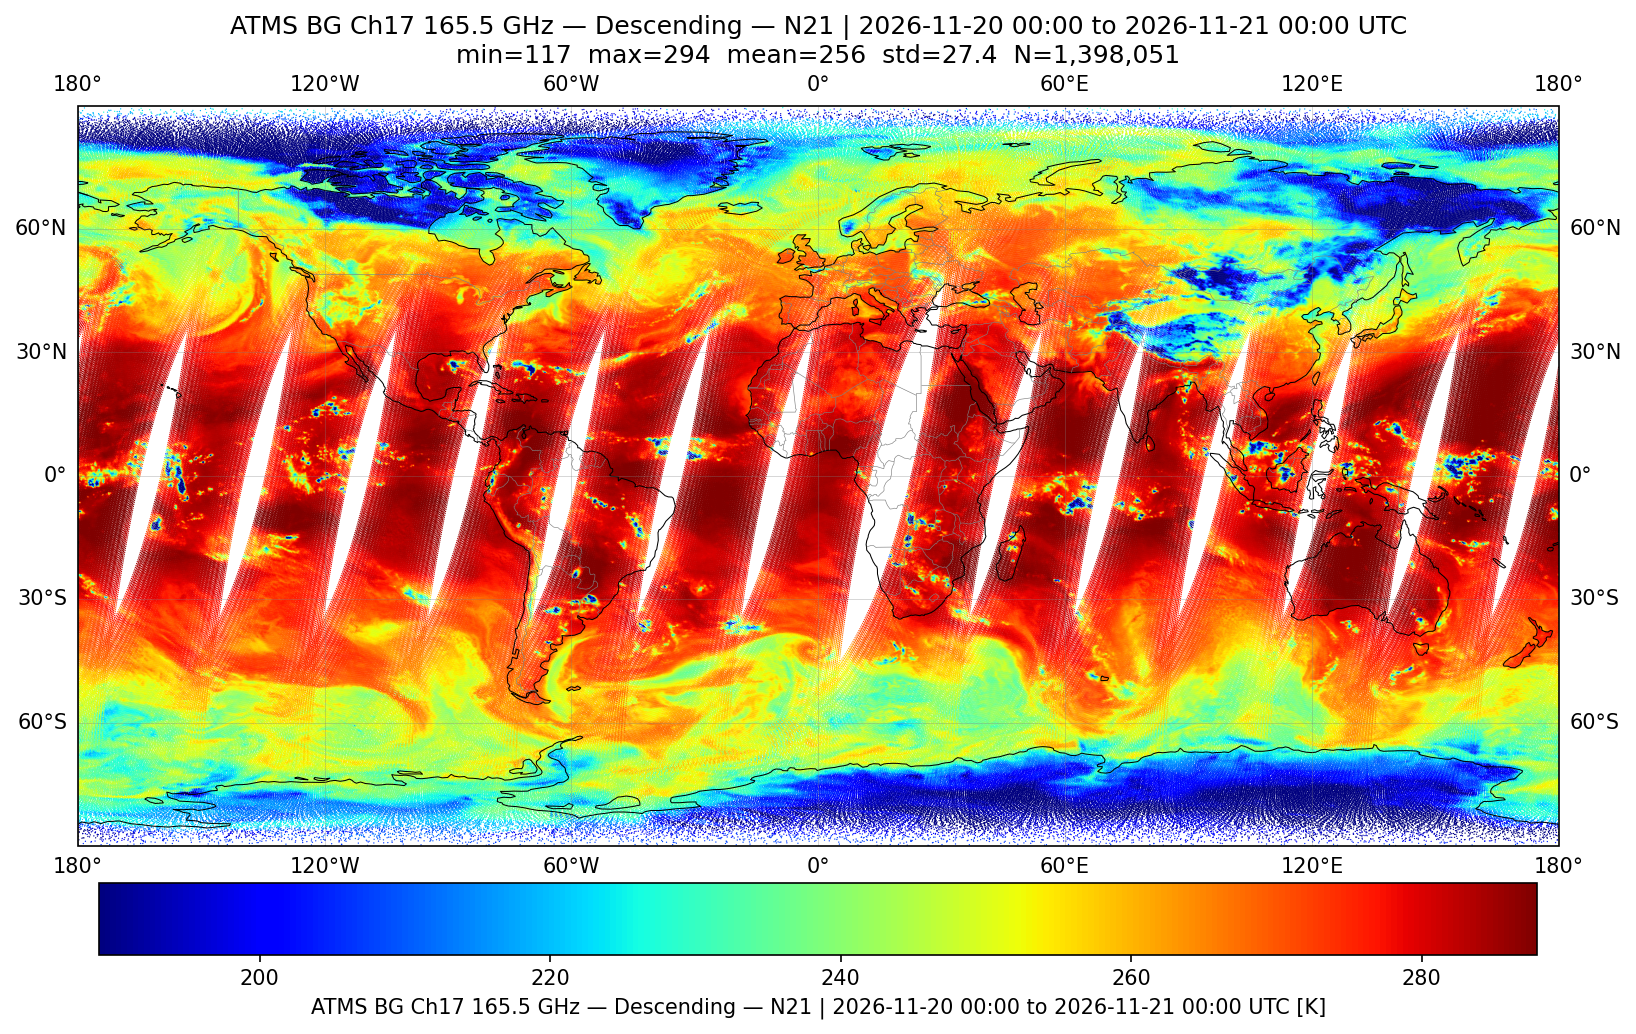 ATMS BG Ch17 165.5 GHz — Descending — N21 | 2026-11-20 00:00 to 2026-11-21 00:00 UTC
min=117  max=294  mean=256  std=27.4  N=1,398,051
180° 120°W 60°W 0° 60°E 120°E 180°
60°N 60°N
30°N 30°N
0° 0°
30°S 30°S
60°S 60°S
180° 120°W 60°W 0° 60°E 120°E 180°
200 220 240 260 280
ATMS BG Ch17 165.5 GHz — Descending — N21 | 2026-11-20 00:00 to 2026-11-21 00:00 UTC [K]